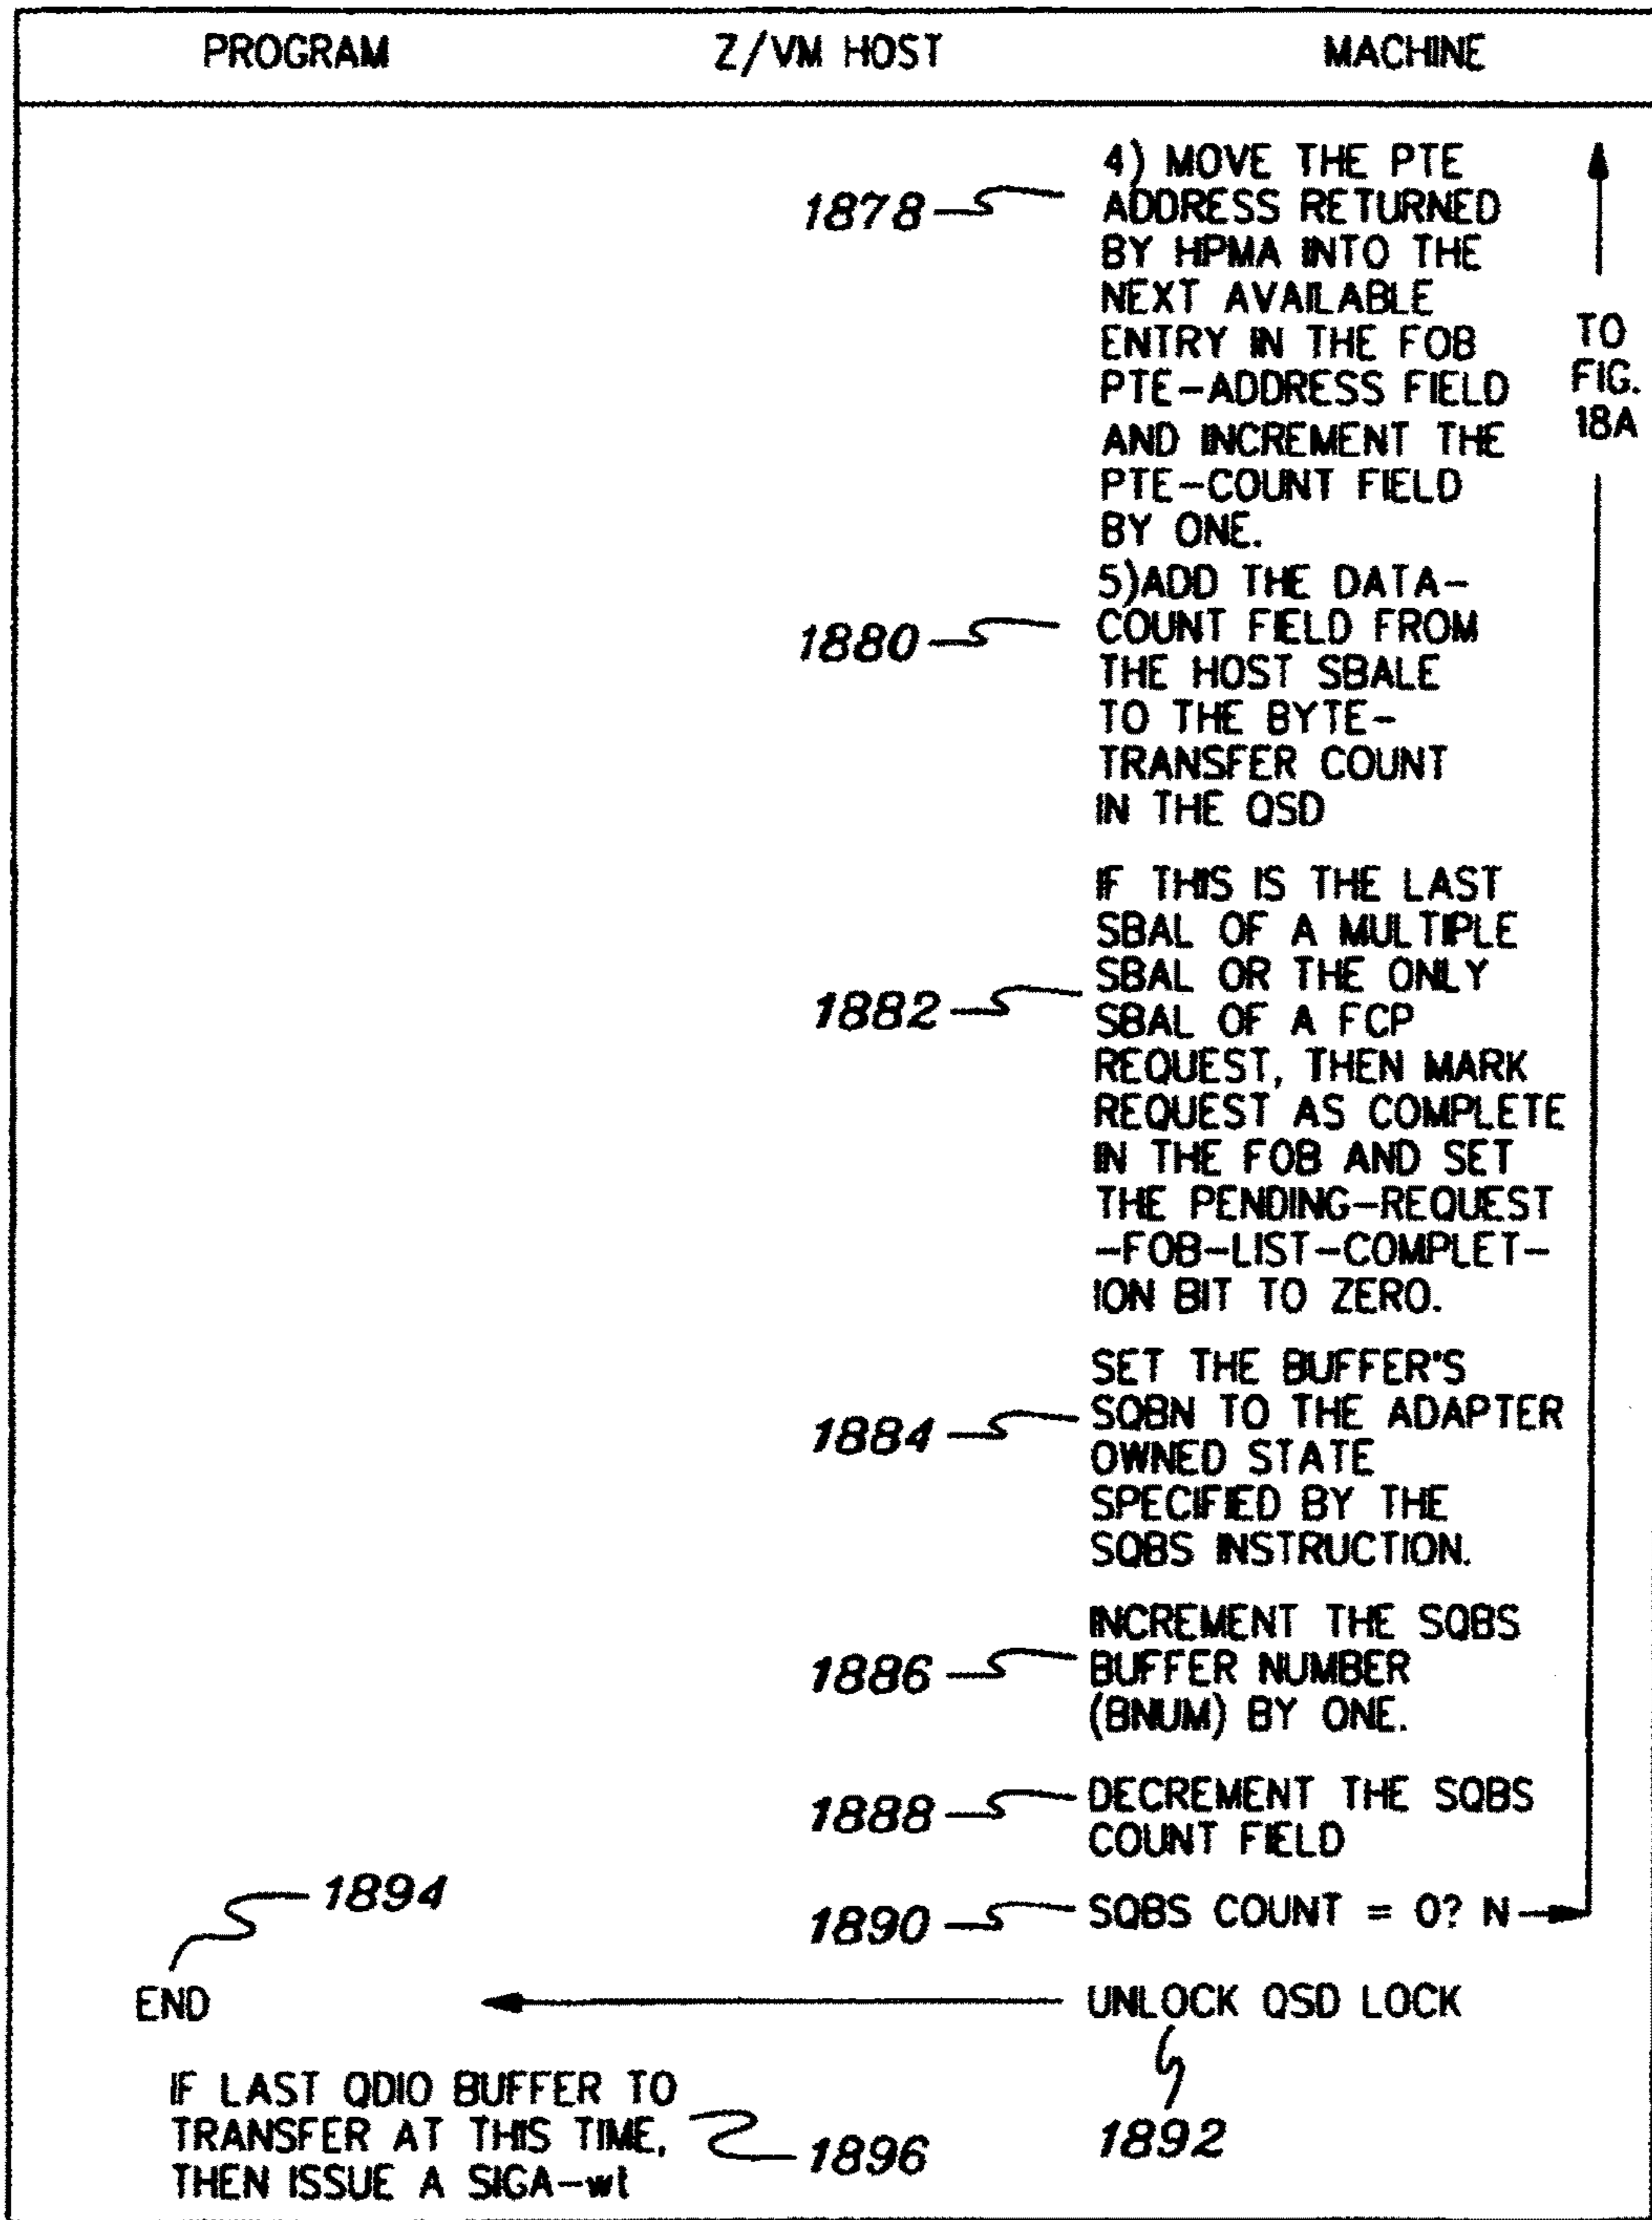 PROGRAM Z/VM HOST MACHINE
1878
4) MOVE THE PTE
ADDRESS RETURNED
BY HPMA INTO THE
NEXT AVAILABLE
ENTRY IN THE FOB
PTE-ADDRESS FIELD
AND INCREMENT THE
PTE-COUNT FIELD
BY ONE.
TO
FIG.
18A
1880
5)ADD THE DATA-
COUNT FIELD FROM
THE HOST SBALE
TO THE BYTE-
TRANSFER COUNT
IN THE QSD
1882
IF THIS IS THE LAST
SBAL OF A MULTIPLE
SBAL OR THE ONLY
SBAL OF A FCP
REQUEST, THEN MARK
REQUEST AS COMPLETE
IN THE FOB AND SET
THE PENDING-REQUEST
-FOB-LIST-COMPLET-
ION BIT TO ZERO.
1884
SET THE BUFFER'S
SQBN TO THE ADAPTER
OWNED STATE
SPECIFIED BY THE
SQBS INSTRUCTION.
1886
INCREMENT THE SQBS
BUFFER NUMBER
(BNUM) BY ONE.
1888
DECREMENT THE SQBS
COUNT FIELD
1894
1890
SQBS COUNT = 0? N
END
UNLOCK QSD LOCK
1892
IF LAST QDIO BUFFER TO
TRANSFER AT THIS TIME,
THEN ISSUE A SIGA-wt
1896